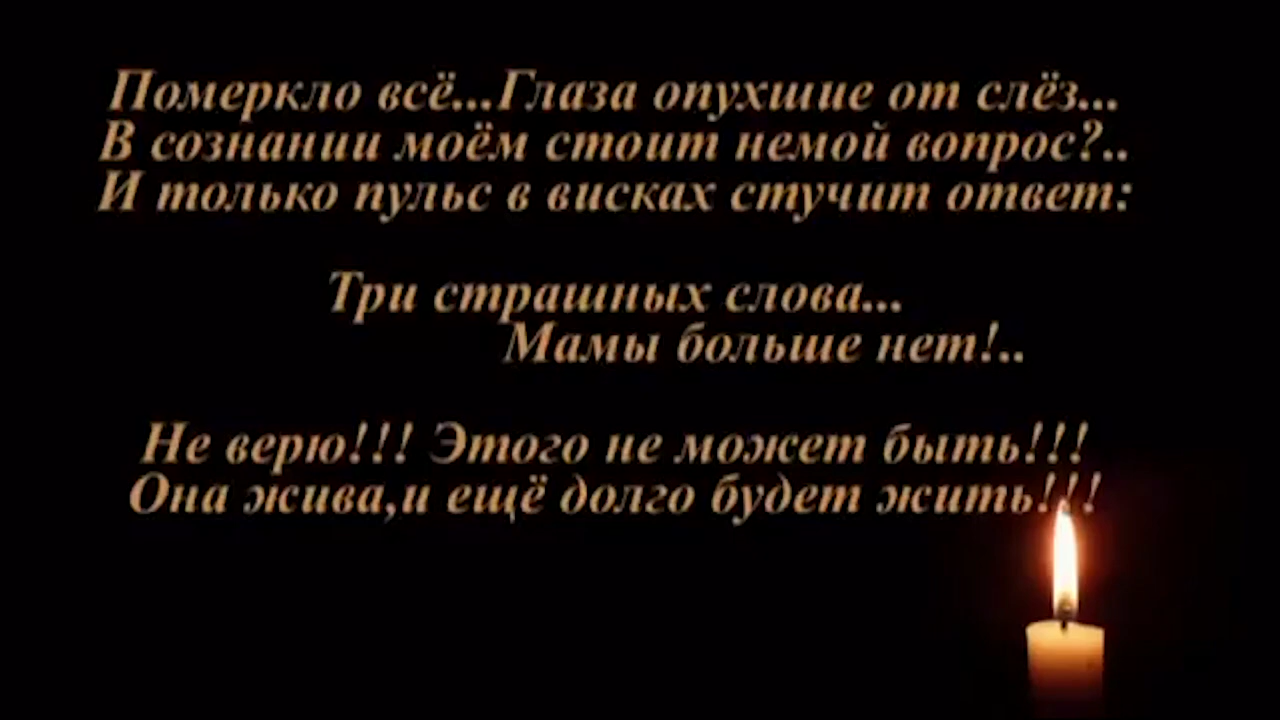 Померкло всё...Глаза опухшие от слёз...
В сознании моём стоит немой вопрос?..
И только пульс в висках стучит ответ:
Три страшных слова...
Мамы больше нет!..
Не верю!!! Этого не может быть!!!
Она жива,и ещё долго будет жить!!!